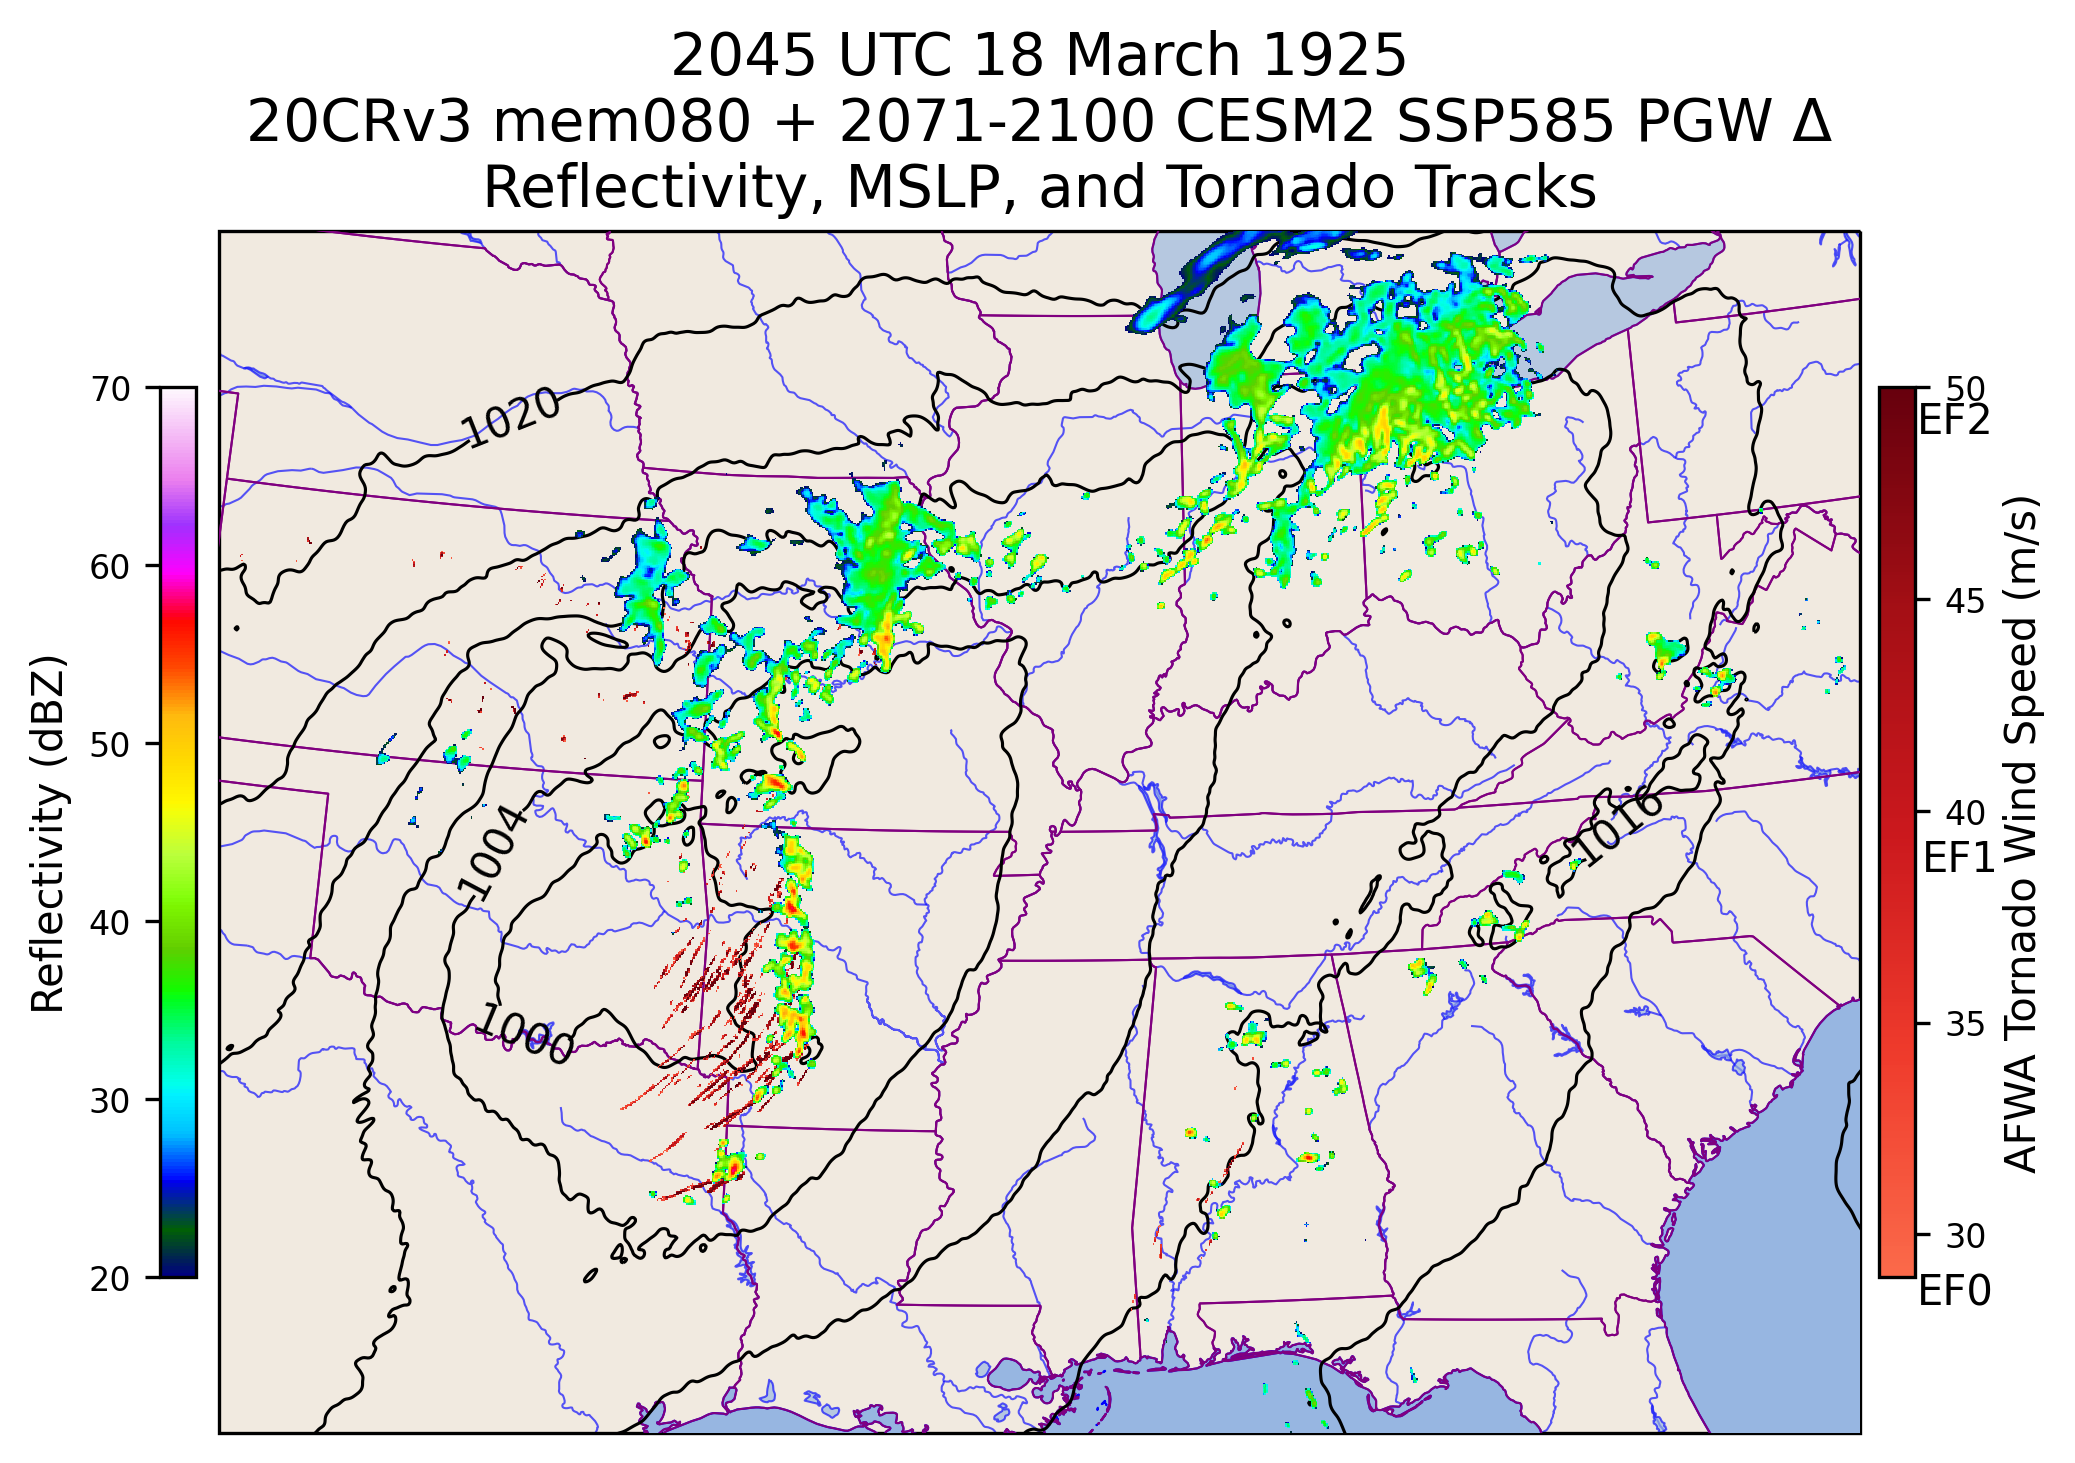 2045 UTC 18 March 1925
20CRv3 mem080 + 2071-2100 CESM2 SSP585 PGW Δ
Reflectivity, MSLP, and Tornado Tracks
70
60
50
40
30
20
Reflectivity (dBZ)
1020
1004
1000
1016
50
EF2
45
40
EF1
35
30
EF0
AFWA Tornado Wind Speed (m/s)